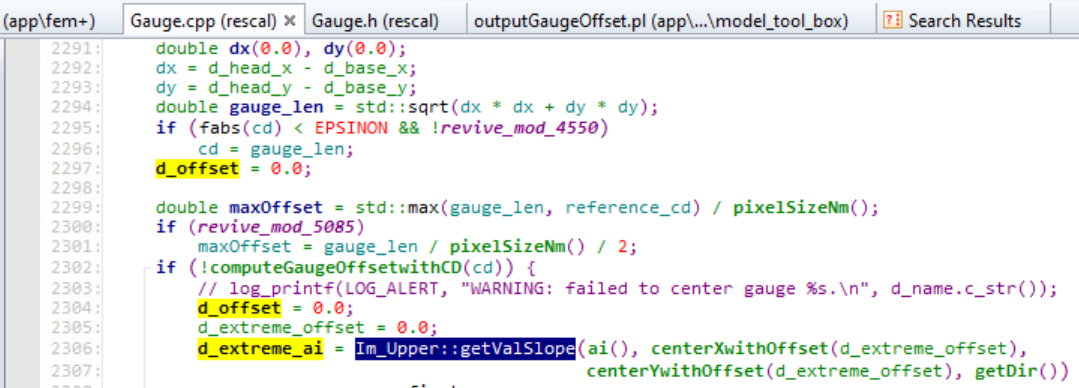 (app\fem+) Gauge.cpp (rescal) × Gauge.h (rescal) outputGaugeOffset.pl (app\...\model_tool_box) Search Results
2291: double dx(0.0), dy(0.0);
2292: dx = d_head_x - d_base_x;
2293: dy = d_head_y - d_base_y;
2294: double gauge_len = std::sqrt(dx * dx + dy * dy);
2295: if (fabs(cd) < EPSINON && !revive_mod_4550)
2296: cd = gauge_len;
2297: d_offset = 0.0;
2298:
2299: double maxOffset = std::max(gauge_len, reference_cd) / pixelSizeNm();
2300: if (revive_mod_5085)
2301: maxOffset = gauge_len / pixelSizeNm() / 2;
2302: if (!computeGaugeOffsetwithCD(cd)) {
2303: // log_printf(LOG_ALERT, "WARNING: failed to center gauge %s.\n", d_name.c_str());
2304: d_offset = 0.0;
2305: d_extreme_offset = 0.0;
2306: d_extreme_ai = Im_Upper::getValSlope(ai(), centerXwithOffset(d_extreme_offset),
2307: centerYwithOffset(d_extreme_offset), getDir())